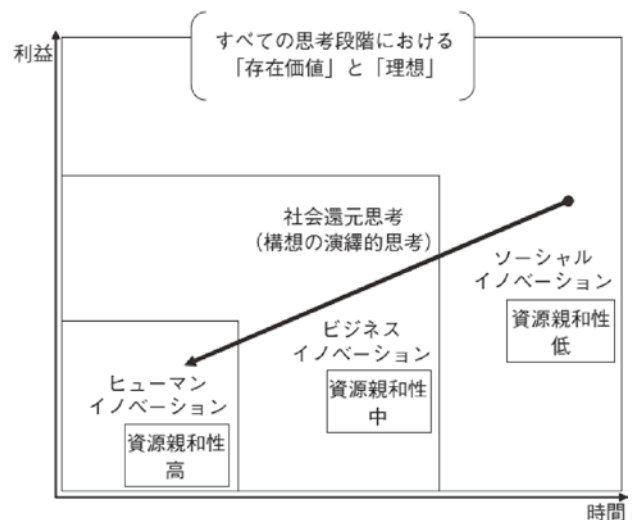 すべての思考段階における
「存在価値」と「理想」
利益
社会還元思考
（構想の演繹的思考）
ソーシャル
イノベーション
資源親和性
低
ビジネス
イノベーション
資源親和性
中
ヒューマン
イノベーション
資源親和性
高
時間